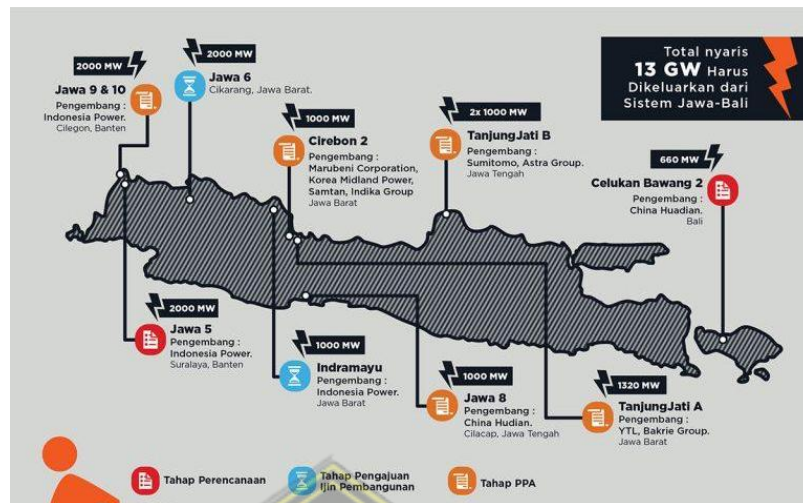 2000 MW
Jawa 9 & 10
Pengembang :
Indonesia Power.
Cilegon, Banten
2000 MW
Jawa 6
Cikarang, Jawa Barat.
1000 MW
Cirebon 2
Pengembang :
Marubeni Corporation,
Korea Midland Power,
Samtan, Indika Group
Jawa Barat
2x 1000 MW
TanjungJati B
Pengembang :
Sumitomo, Astra Group.
Jawa Tengah
Total nyaris
13 GW Harus
Dikeluarkan dari
Sistem Jawa-Bali
660 MW
Celukan Bawang 2
Pengembang :
China Huadian.
Bali
2000 MW
Jawa 5
Pengembang :
Indonesia Power.
Suralaya, Banten
1000 MW
Indramayu
Pengembang :
Indonesia Power.
Jawa Barat
1000 MW
Jawa 8
Pengembang :
China Hudian.
Cilacap, Jawa Tengah
1320 MW
TanjungJati A
Pengembang :
YTL, Bakrie Group.
Jawa Barat
Tahap Perencanaan
Tahap Pengajuan
Ijin Pembangunan
Tahap PPA